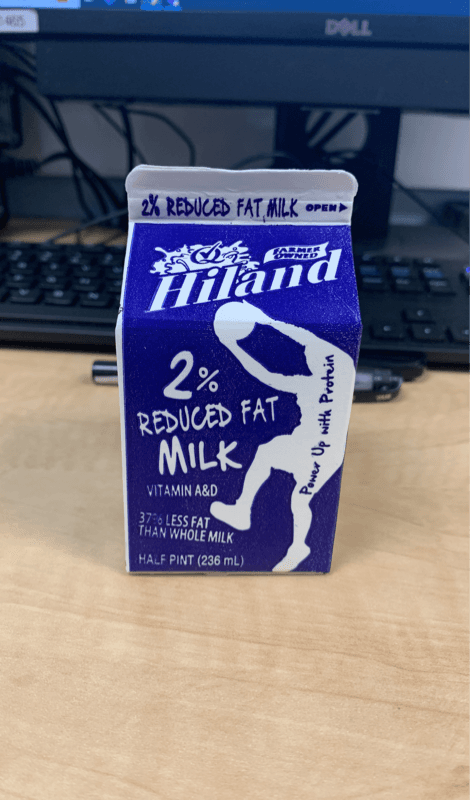 DELL
2% REDUCED FAT MILK OPEN
FARMER
OWNED
Hiland
2%
REDUCED FAT
MILK
VITAMIN A&D
37% LESS FAT
THAN WHOLE MILK
HALF PINT (236 mL)
Power Up with Protein